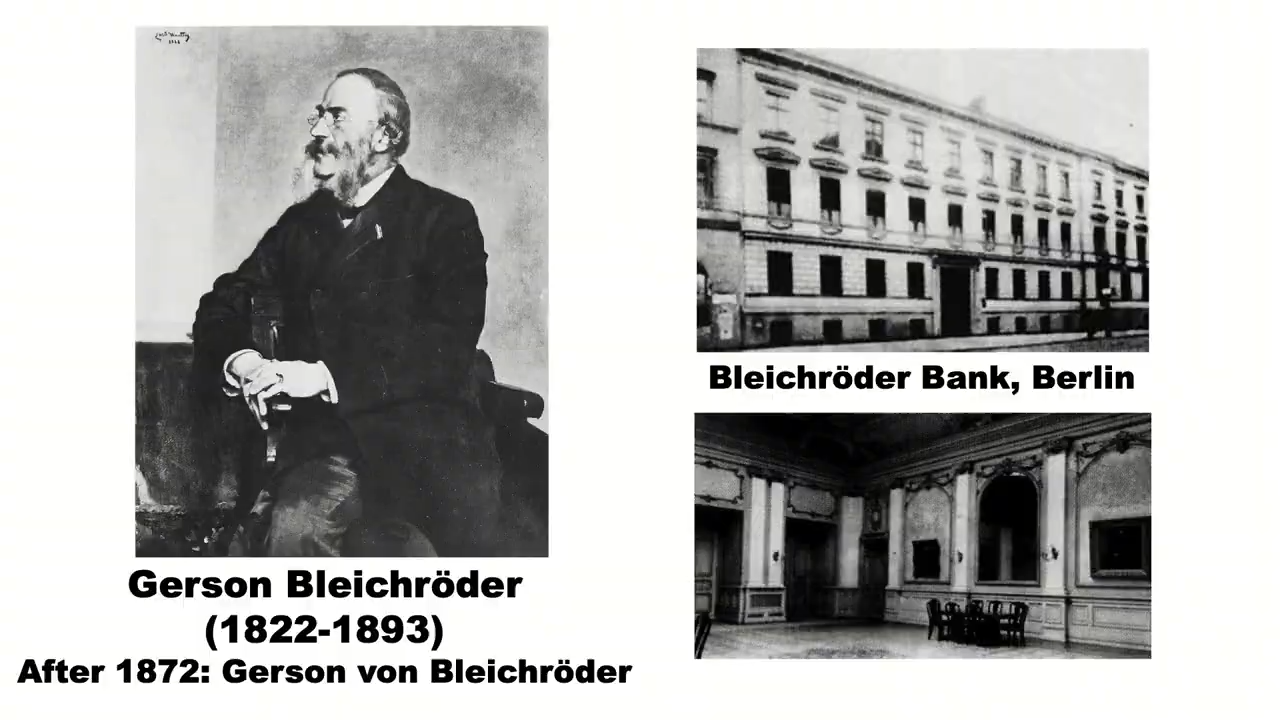 Gerson Bleichröder
(1822-1893)
After 1872: Gerson von Bleichröder
Bleichröder Bank, Berlin